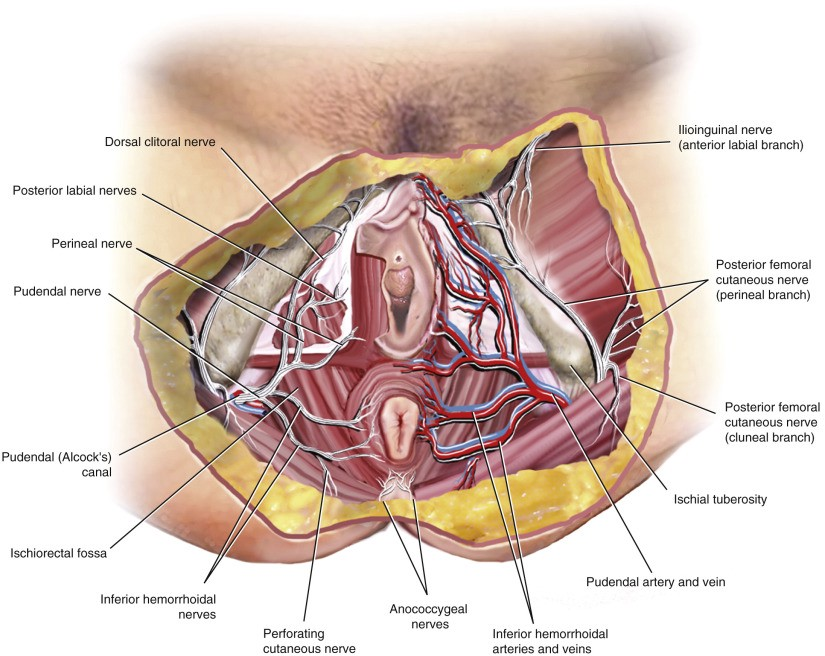 Dorsal clitoral nerve
Posterior labial nerves
Perineal nerve
Pudendal nerve
Pudendal (Alcock's)
canal
Ischiorectal fossa
Inferior hemorrhoidal
nerves
Perforating
cutaneous nerve
Anococcygeal
nerves
Inferior hemorrhoidal
arteries and veins
Pudendal artery and vein
Ischial tuberosity
Posterior femoral
cutaneous nerve
(cluneal branch)
Posterior femoral
cutaneous nerve
(perineal branch)
Ilioinguinal nerve
(anterior labial branch)